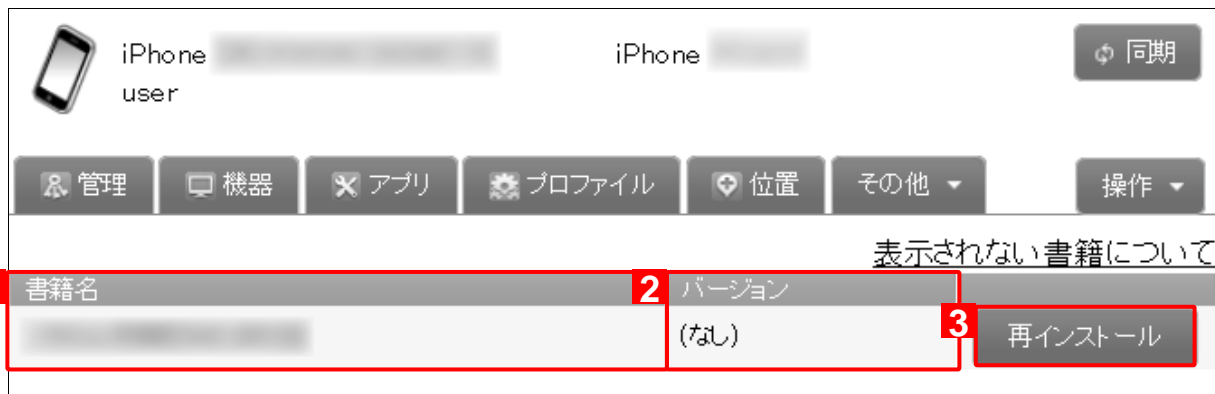 iPhone iPhone 同期
user
管理 機器 アプリ プロファイル 位置 その他 操作
表示されない書籍について
書籍名 2 バージョン
(なし) 3 再インストール